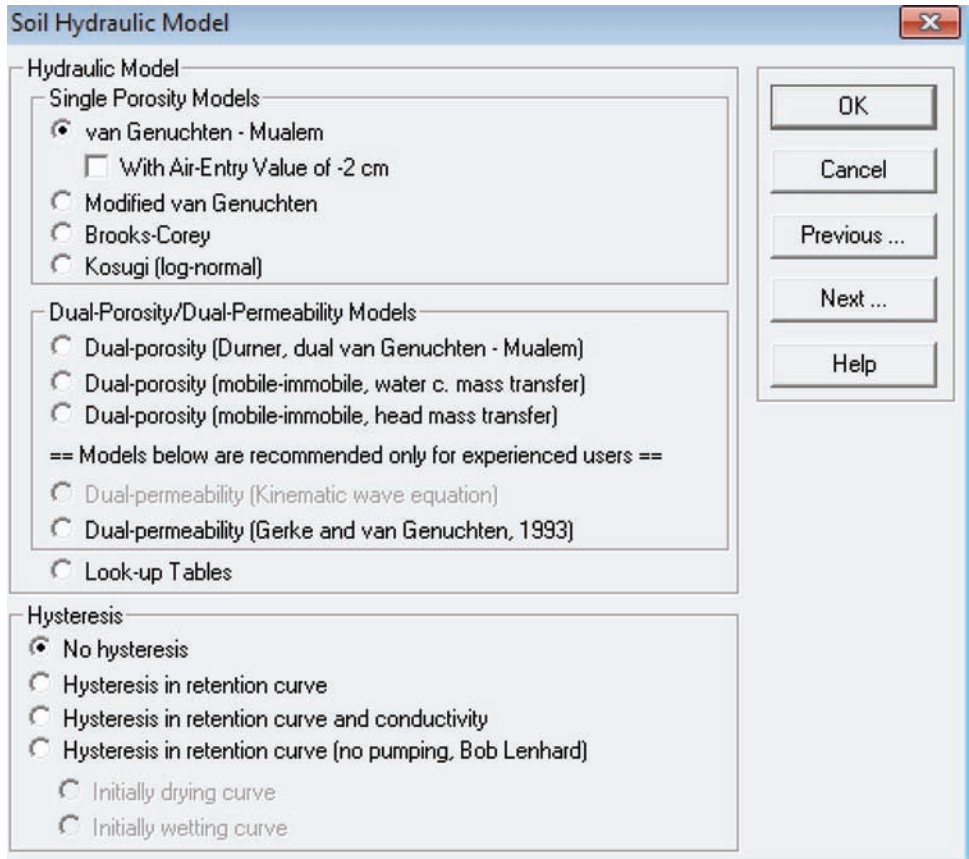 Soil Hydraulic Model
Hydraulic Model
Single Porosity Models
van Genuchten - Mualem
With Air-Entry Value of -2 cm
Modified van Genuchten
Brooks-Corey
Kosugi (log-normal)
Dual-Porosity/Dual-Permeability Models
Dual-porosity (Durner, dual van Genuchten - Mualem)
Dual-porosity (mobile-immobile, water c. mass transfer)
Dual-porosity (mobile-immobile, head mass transfer)
== Models below are recommended only for experienced users ==
Dual-permeability (Kinematic wave equation)
Dual-permeability (Gerke and van Genuchten, 1993)
Look-up Tables
Hysteresis
No hysteresis
Hysteresis in retention curve
Hysteresis in retention curve and conductivity
Hysteresis in retention curve (no pumping, Bob Lenhard)
Initially drying curve
Initially wetting curve
OK
Cancel
Previous ...
Next ...
Help